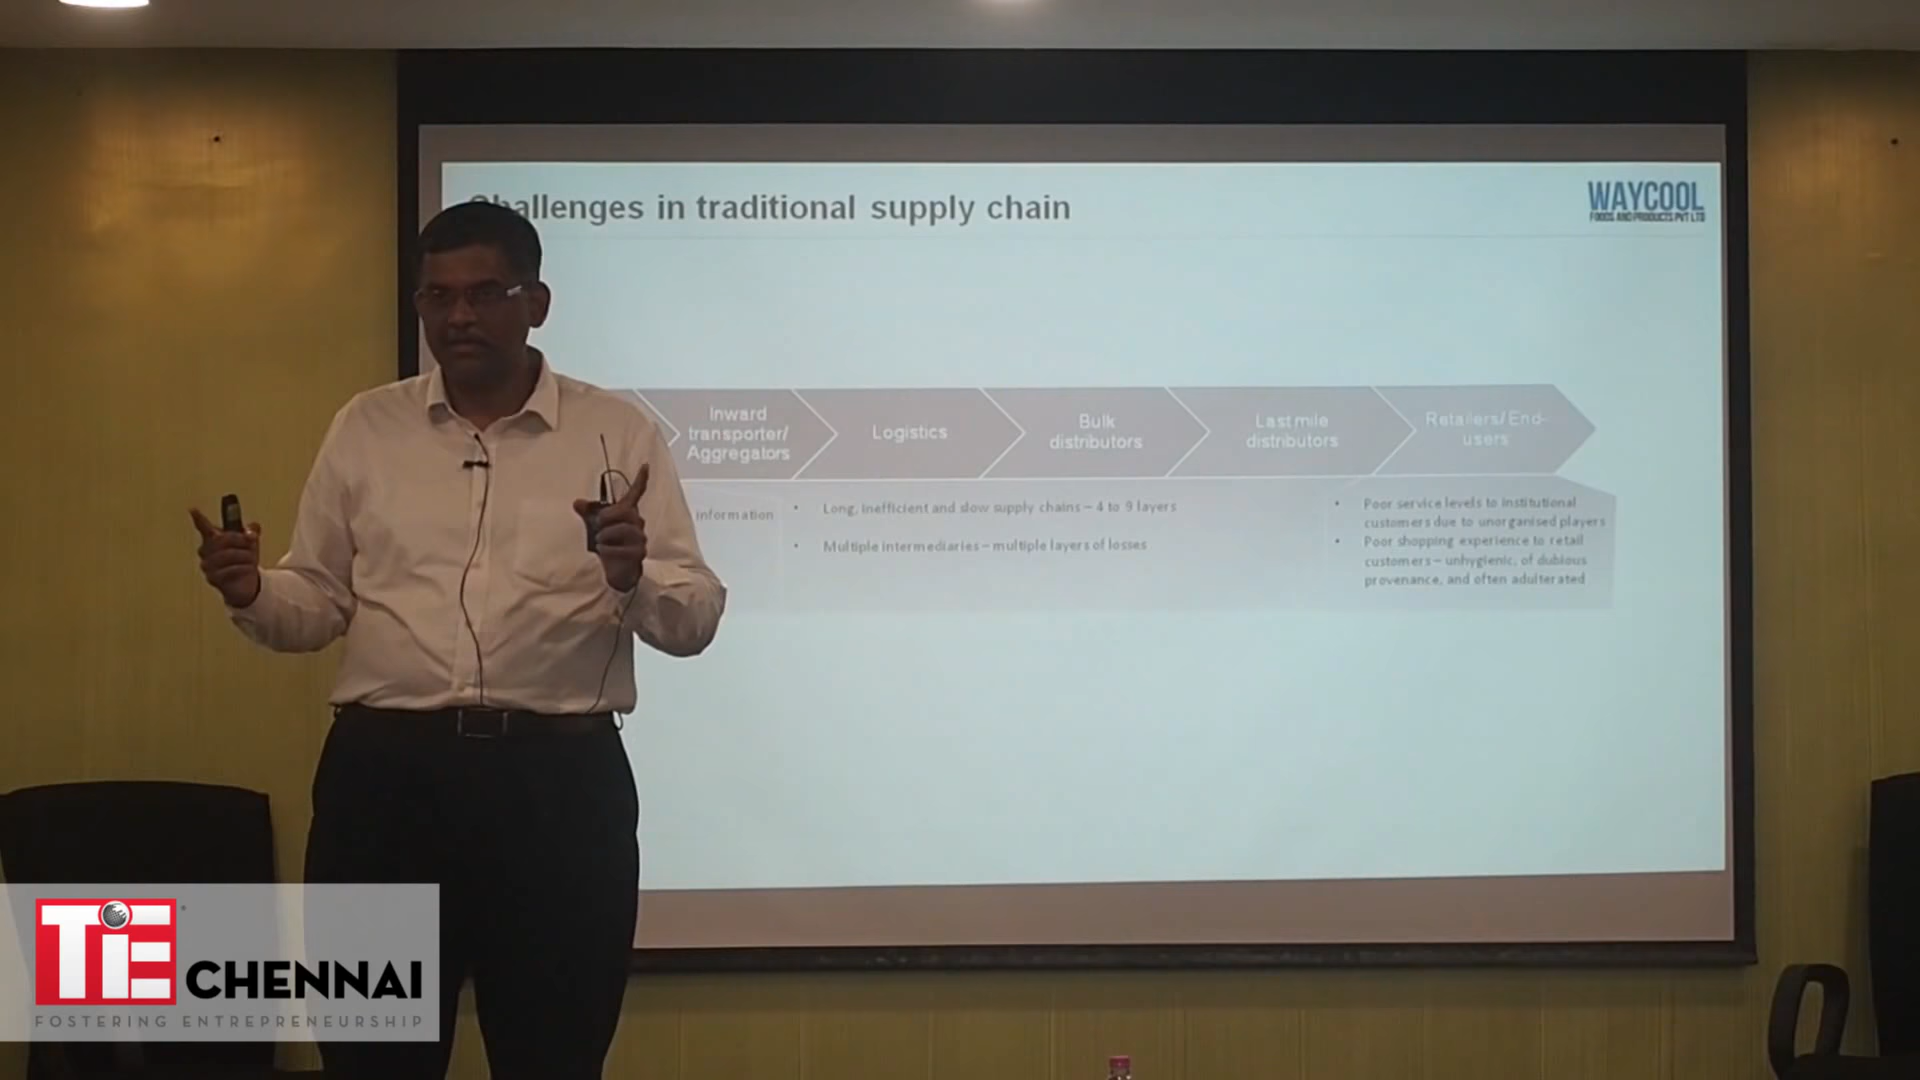 Challenges in traditional supply chain
WAYCOOL
FOODS AND PRODUCTS PVT LTD
Inward
transporter/
Aggregators
Logistics
Bulk
distributors
Last mile
distributors
Retailers/End-
users
information
• Long, inefficient and slow supply chains – 4 to 9 layers
• Multiple intermediaries – multiple layers of losses
• Poor service levels to institutional
customers due to unorganised players
• Poor shopping experience to retail
customers – unhygienic, of dubious
provenance, and often adulterated
TiE CHENNAI
FOSTERING ENTREPRENEURSHIP